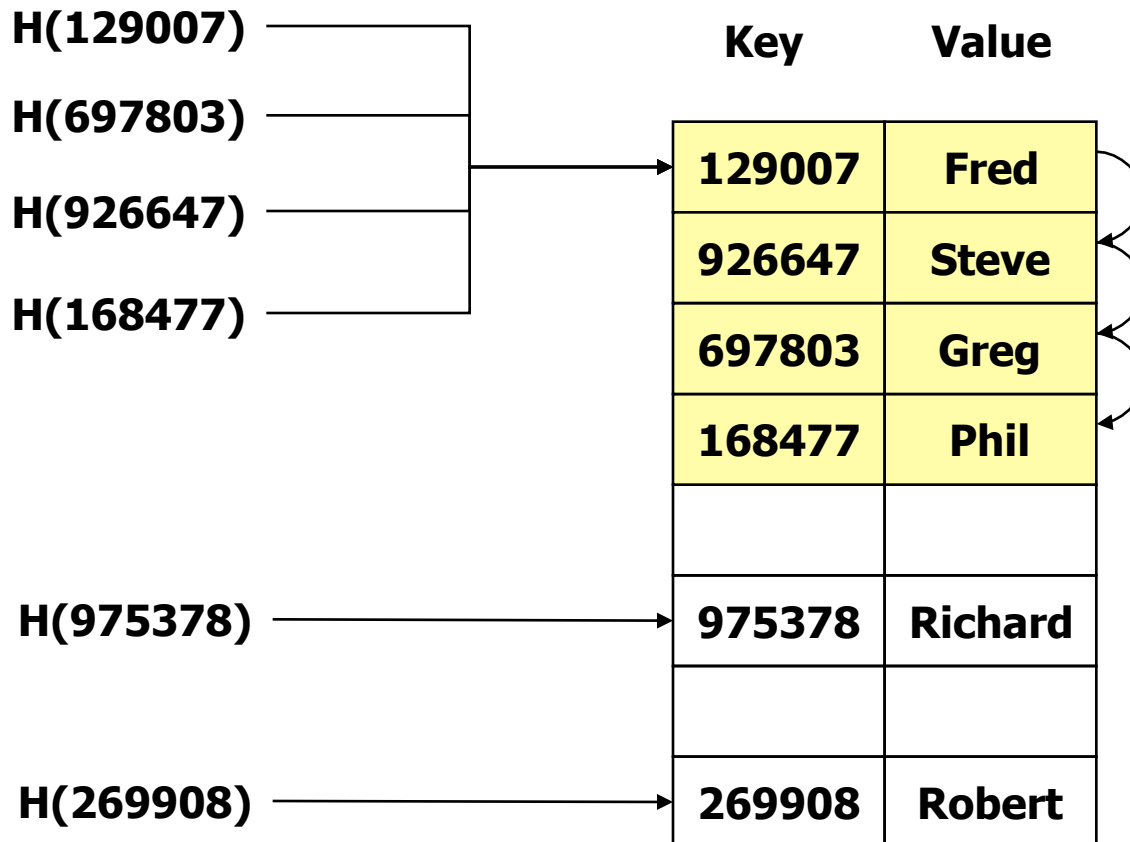 H(129007)
H(697803)
H(926647)
H(168477)
H(975378)
H(269908)
Key Value
129007 Fred
926647 Steve
697803 Greg
168477 Phil
975378 Richard
269908 Robert